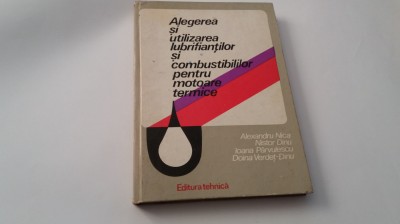 Alegerea
și
utilizarea
lubrifianților
și
combustibililor
pentru
motoare
termice
Alexandru Nica
Nistor Dinu
Ioana Pârvulescu
Doina Verdeț-Dinu
Editura tehnică